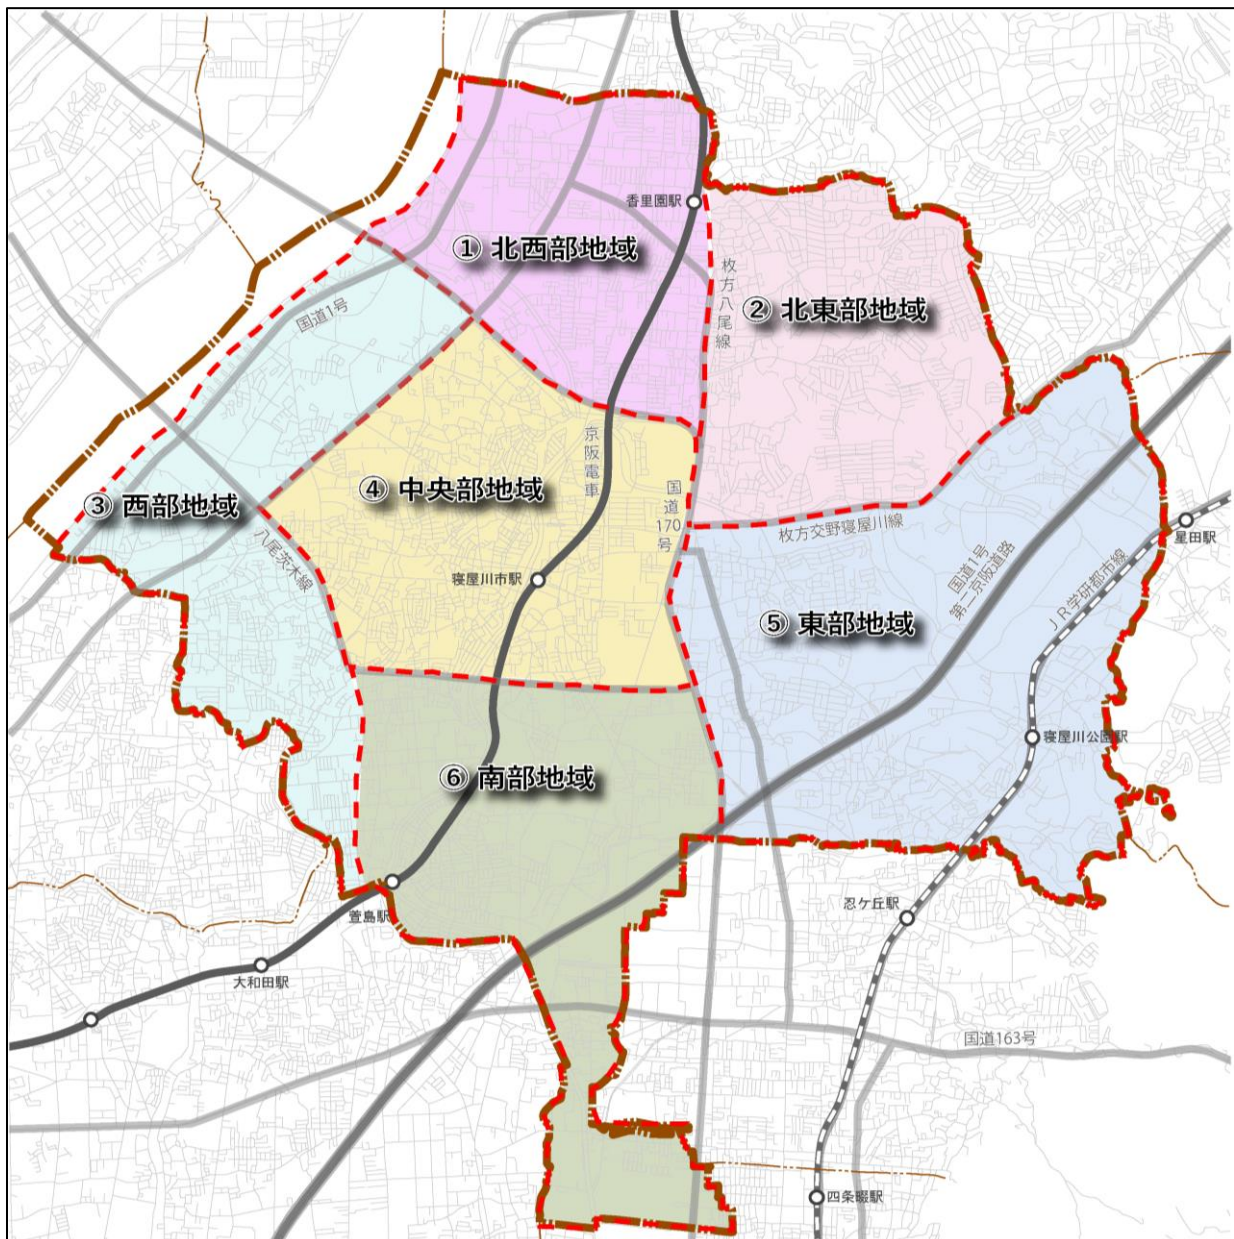 香里園駅
① 北西部地域
枚方八尾線
② 北東部地域
国道1号
京阪電車
④ 中央部地域
③ 西部地域
国道
170
号
枚方交野寝屋川線
八尾茨木線
寝屋川市駅
星田駅
国道1号
第二京阪道路
JR学研都市線
⑤ 東部地域
寝屋川公園駅
⑥ 南部地域
萱島駅
忍ケ丘駅
大和田駅
国道163号
四条畷駅